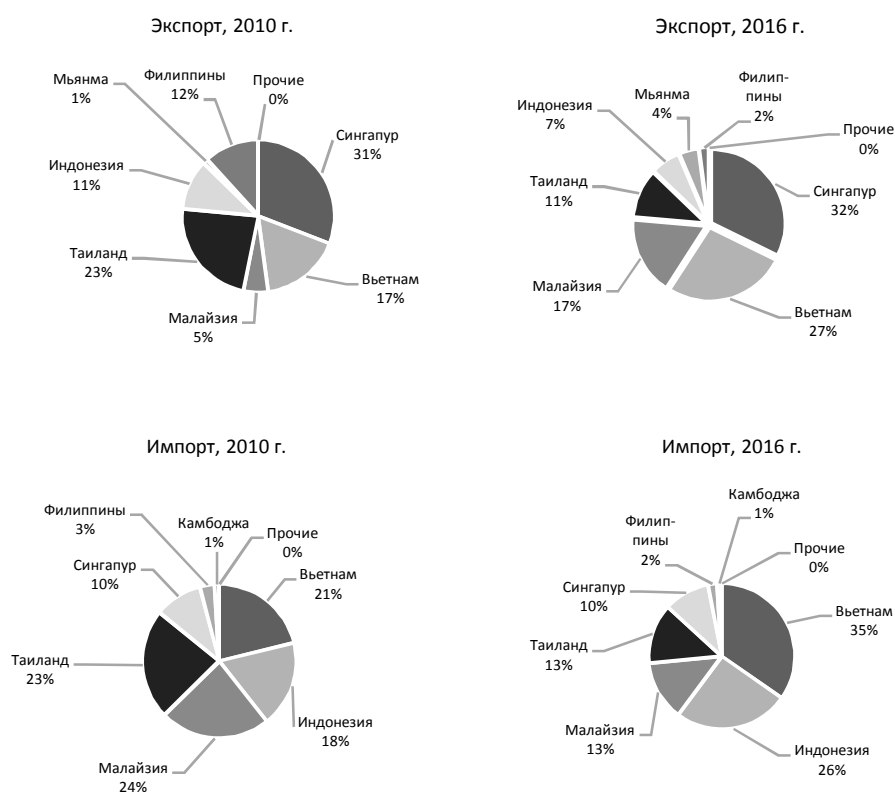 Экспорт, 2010 г.
Мьянма
1%
Филиппины
12%
Прочие
0%
Сингапур
31%
Индонезия
11%
Таиланд
23%
Малайзия
5%
Вьетнам
17%
Экспорт, 2016 г.
Индонезия
7%
Мьянма
4%
Филип-
пины
2%
Прочие
0%
Таиланд
11%
Сингапур
32%
Малайзия
17%
Вьетнам
27%
Импорт, 2010 г.
Филиппины
3%
Камбоджа
1%
Прочие
0%
Сингапур
10%
Вьетнам
21%
Таиланд
23%
Индонезия
18%
Малайзия
24%
Импорт, 2016 г.
Камбоджа
1%
Филип-
пины
2%
Прочие
0%
Сингапур
10%
Вьетнам
35%
Таиланд
13%
Малайзия
13%
Индонезия
26%